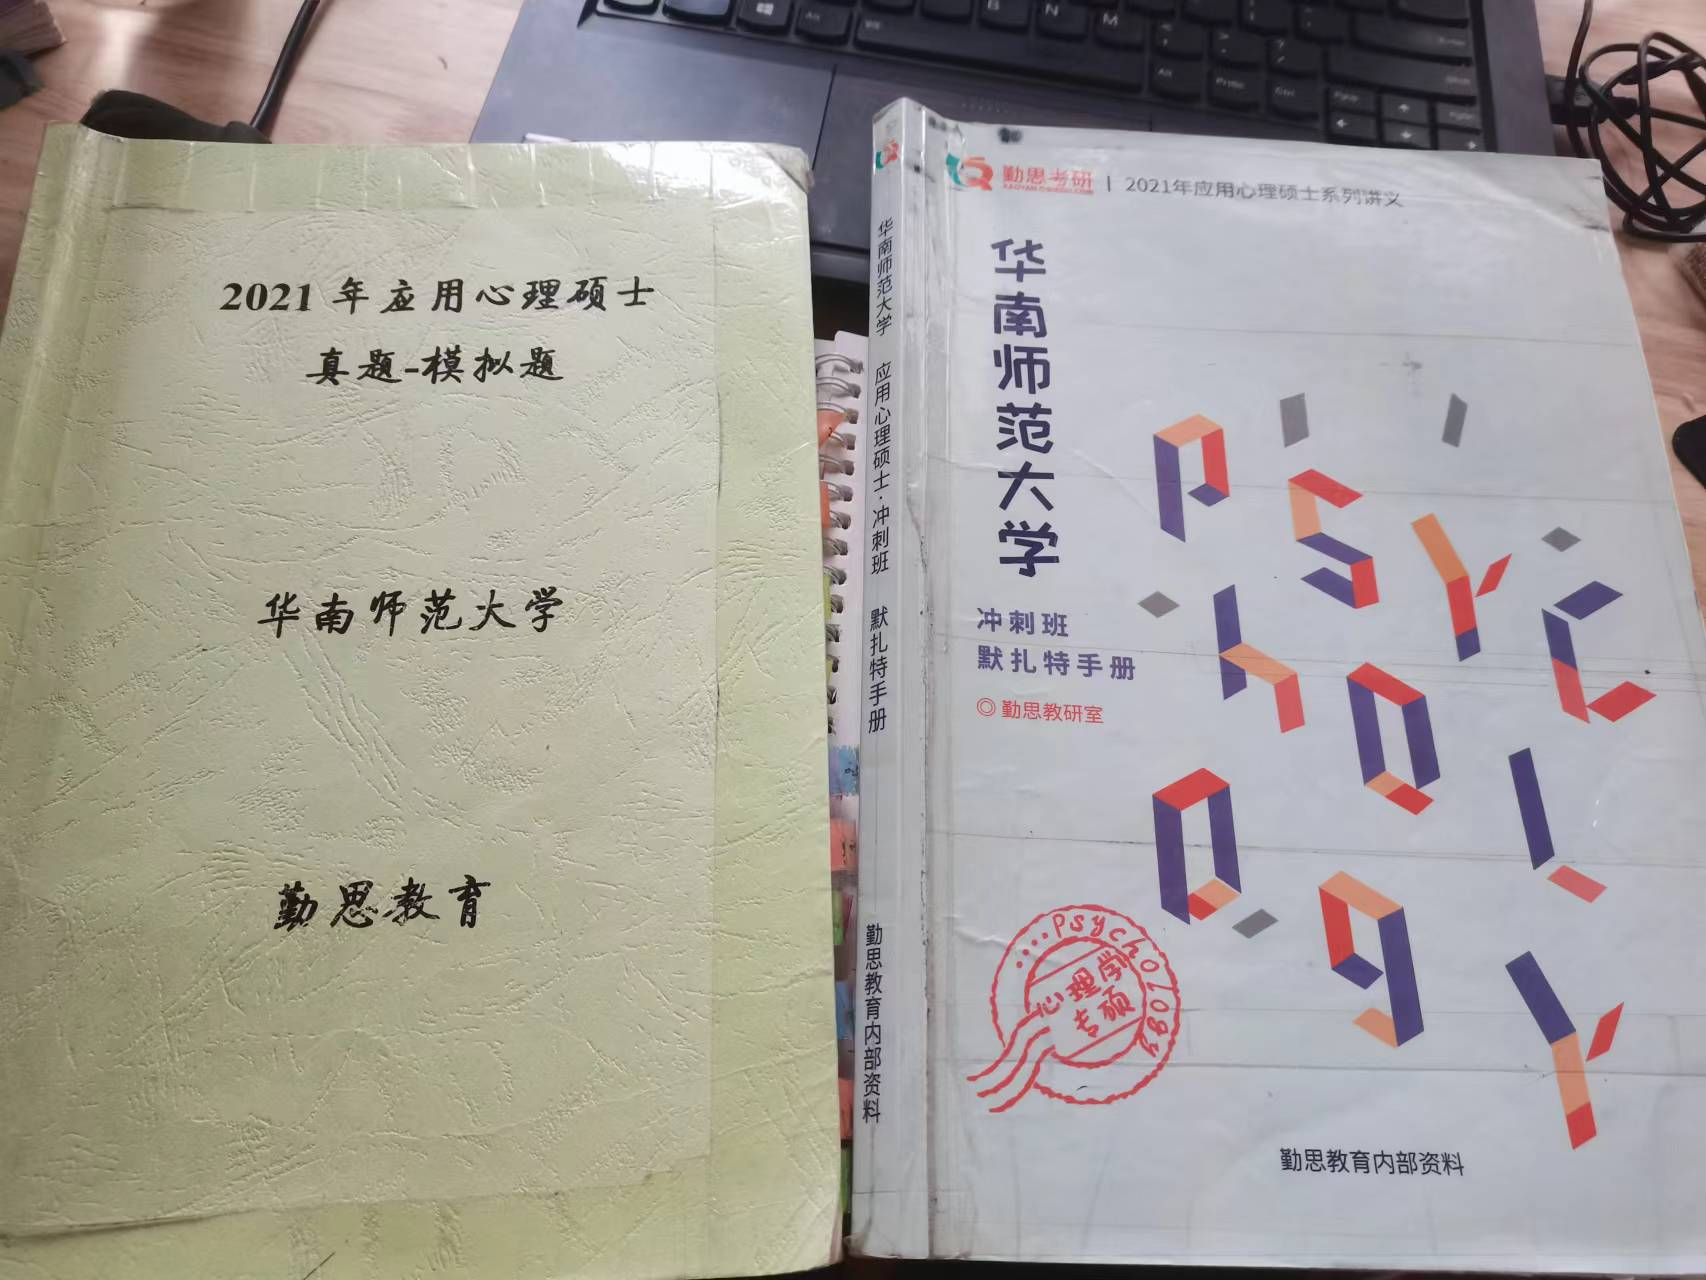 2021 年应用心理硕士
真题-模拟题
华南师范大学
勤思教育
华南师范大学 应用心理硕士·冲刺班 默扎特手册 勤思教育内部资料
勤思考研 | 2021年应用心理硕士系列讲义
华南师范大学
冲刺班
默扎特手册
◎勤思教研室
PSYCHOLOGY
psychology
心理学
专硕
勤思教育内部资料
B N M
Alt
Alt PrtSc Ctrl